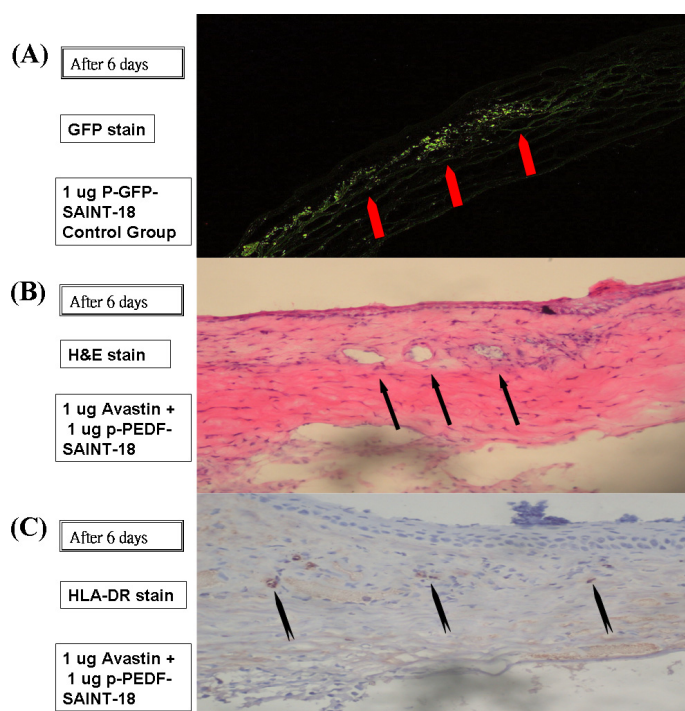 (A)
After 6 days
GFP stain
1 ug P-GFP-
SAINT-18
Control Group
(B)
After 6 days
H&E stain
1 ug Avastin +
1 ug p-PEDF-
SAINT-18
(C)
After 6 days
HLA-DR stain
1 ug Avastin +
1 ug p-PEDF-
SAINT-18